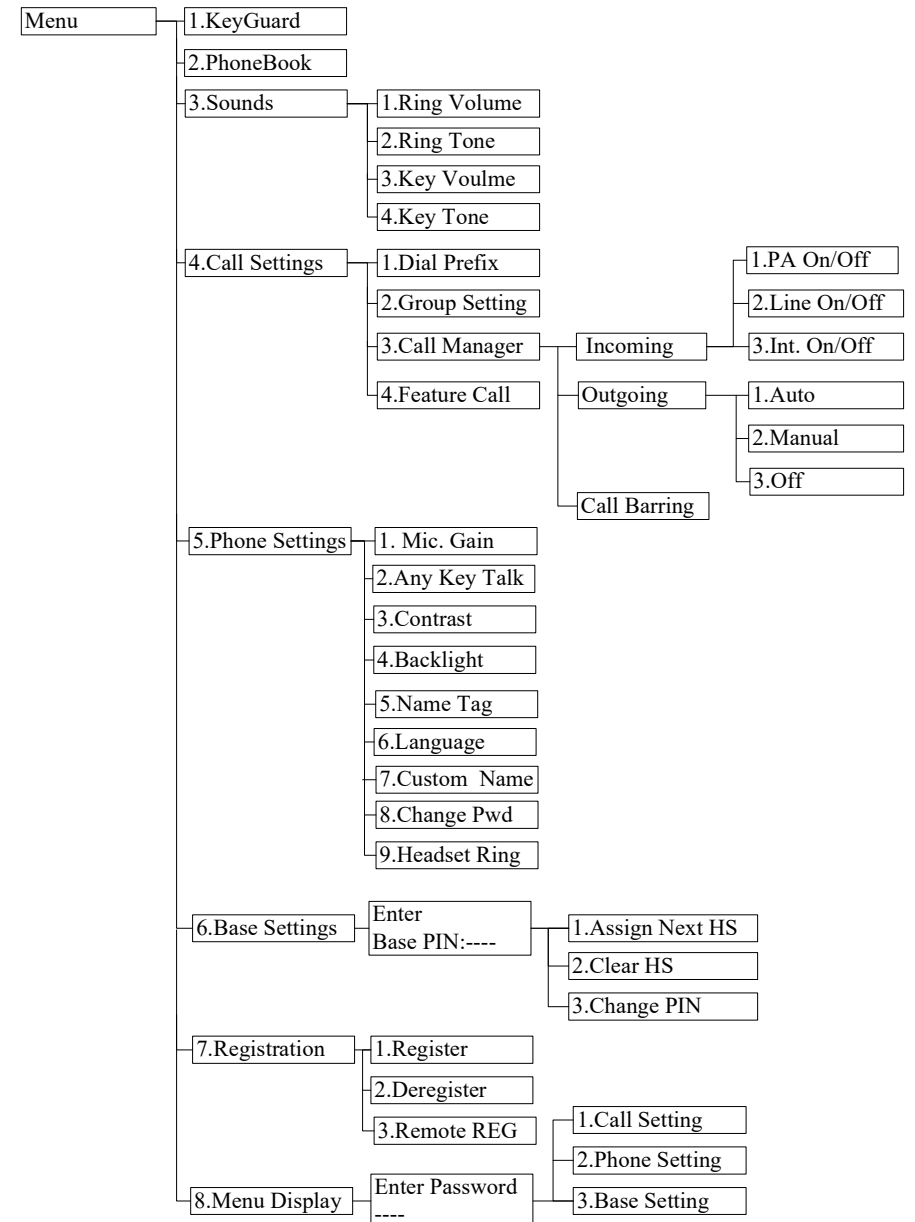 Menu
1.KeyGuard
2.PhoneBook
3.Sounds
1.Ring Volume
2.Ring Tone
3.Key Voulme
4.Key Tone
4.Call Settings
1.Dial Prefix
2.Group Setting
3.Call Manager
Incoming
1.PA On/Off
2.Line On/Off
3.Int. On/Off
Outgoing
1.Auto
2.Manual
3.Off
Call Barring
4.Feature Call
5.Phone Settings
1. Mic. Gain
2.Any Key Talk
3.Contrast
4.Backlight
5.Name Tag
6.Language
7.Custom  Name
8.Change Pwd
9.Headset Ring
6.Base Settings
Enter
Base PIN:----
1.Assign Next HS
2.Clear HS
3.Change PIN
7.Registration
1.Register
2.Deregister
3.Remote REG
8.Menu Display
Enter Password
----
1.Call Setting
2.Phone Setting
3.Base Setting